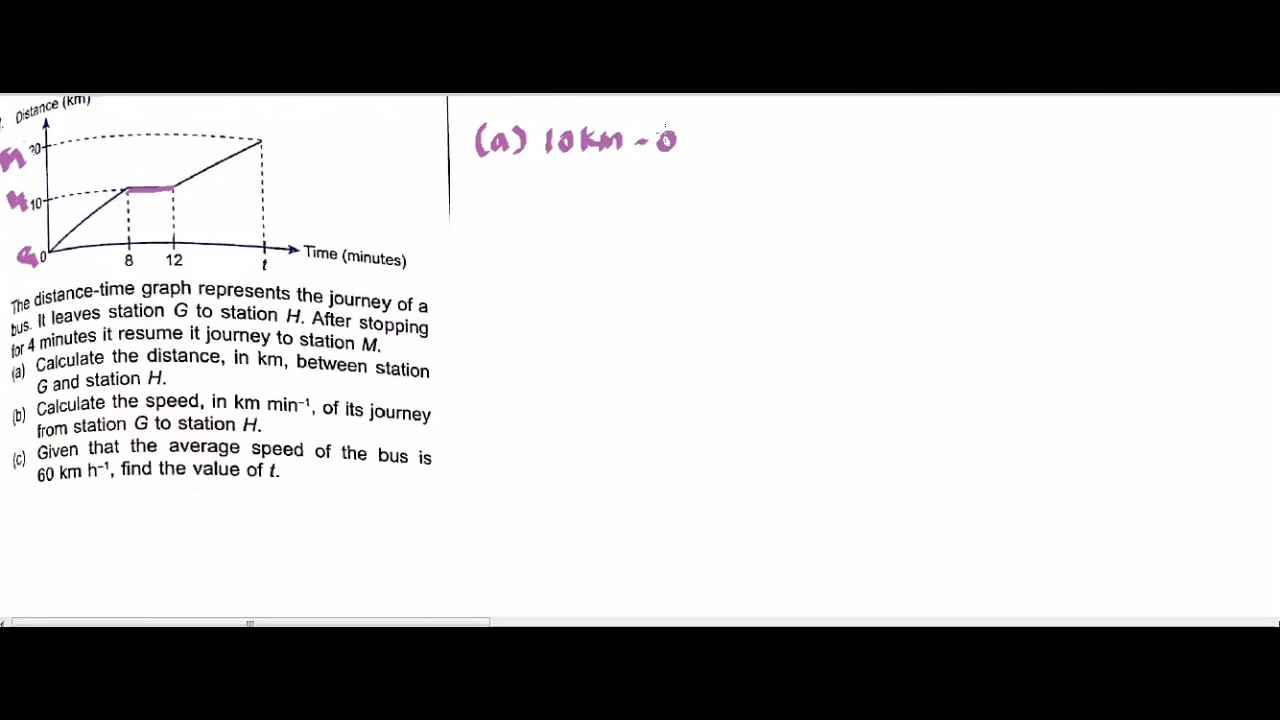 Distance (km)
(a) 10 km - 0
M 20
H 10
G 0
8 12
t
Time (minutes)
The distance-time graph represents the journey of a
bus. It leaves station G to station H. After stopping
for 4 minutes it resume it journey to station M.
(a) Calculate the distance, in km, between station
G and station H.
(b) Calculate the speed, in km min⁻¹, of its journey
from station G to station H.
(c) Given that the average speed of the bus is
60 km h⁻¹, find the value of t.